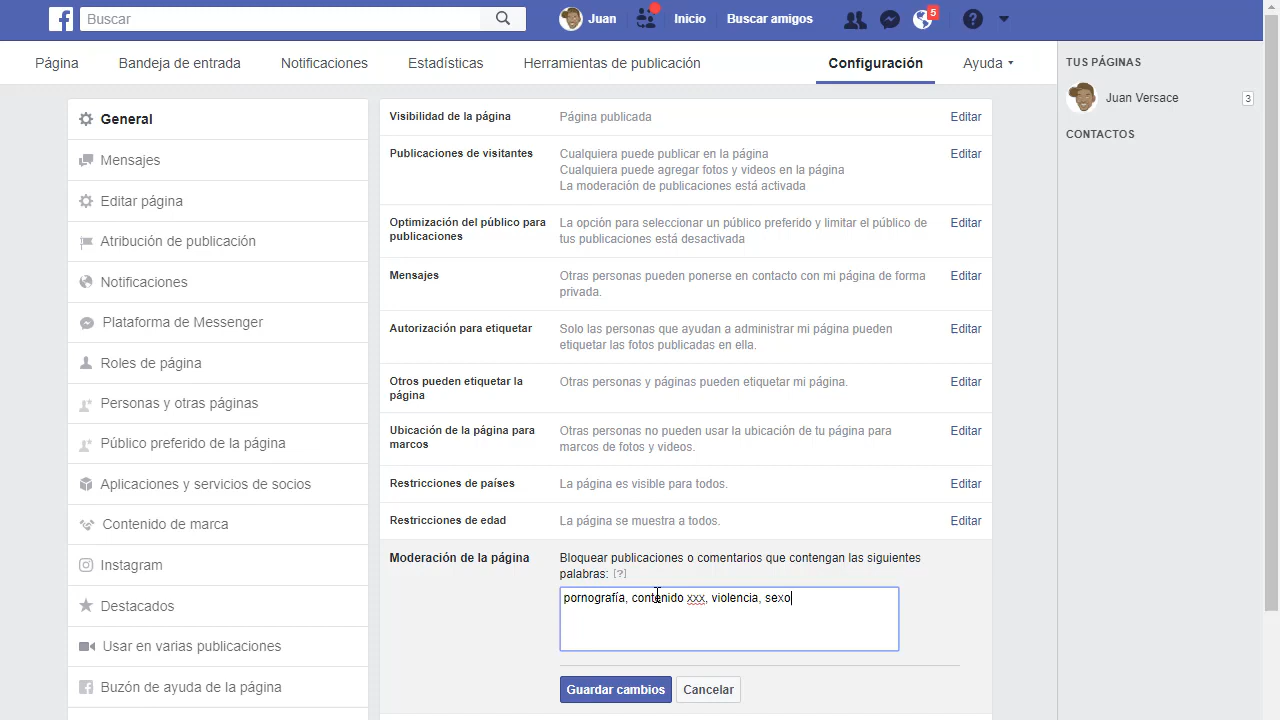 Buscar
Juan
Inicio
Buscar amigos
5
Página
Bandeja de entrada
Notificaciones
Estadísticas
Herramientas de publicación
Configuración
Ayuda
TUS PÁGINAS
Juan Versace
3
CONTACTOS
General
Mensajes
Editar página
Atribución de publicación
Notificaciones
Plataforma de Messenger
Roles de página
Personas y otras páginas
Público preferido de la página
Aplicaciones y servicios de socios
Contenido de marca
Instagram
Destacados
Usar en varias publicaciones
Buzón de ayuda de la página
Visibilidad de la página
Página publicada
Editar
Publicaciones de visitantes
Cualquiera puede publicar en la página
Cualquiera puede agregar fotos y videos en la página
La moderación de publicaciones está activada
Editar
Optimización del público para
publicaciones
La opción para seleccionar un público preferido y limitar el público de
tus publicaciones está desactivada
Editar
Mensajes
Otras personas pueden ponerse en contacto con mi página de forma
privada.
Editar
Autorización para etiquetar
Solo las personas que ayudan a administrar mi página pueden
etiquetar las fotos publicadas en ella.
Editar
Otros pueden etiquetar la
página
Otras personas y páginas pueden etiquetar mi página.
Editar
Ubicación de la página para
marcos
Otras personas no pueden usar la ubicación de tu página para
marcos de fotos y videos.
Editar
Restricciones de países
La página es visible para todos.
Editar
Restricciones de edad
La página se muestra a todos.
Editar
Moderación de la página
Bloquear publicaciones o comentarios que contengan las siguientes
palabras: [?]
pornografía, contenido xxx, violencia, sexo
Guardar cambios
Cancelar